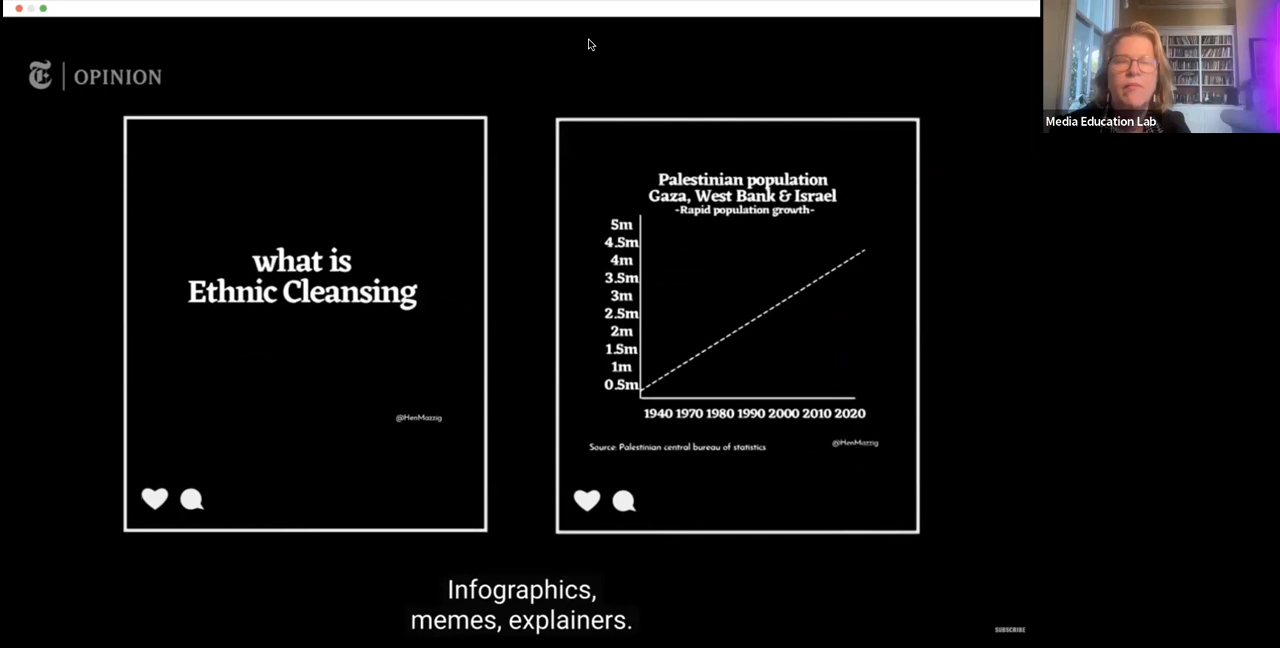 OPINION
what is
Ethnic Cleansing
@HenMazzig
Palestinian population
Gaza, West Bank & Israel
-Rapid population growth-
5m
4.5m
4m
3.5m
3m
2.5m
2m
1.5m
1m
0.5m
1940 1970 1980 1990 2000 2010 2020
Source: Palestinian central bureau of statistics
@HenMazzig
Infographics,
memes, explainers.
SUBSCRIBE
Media Education Lab